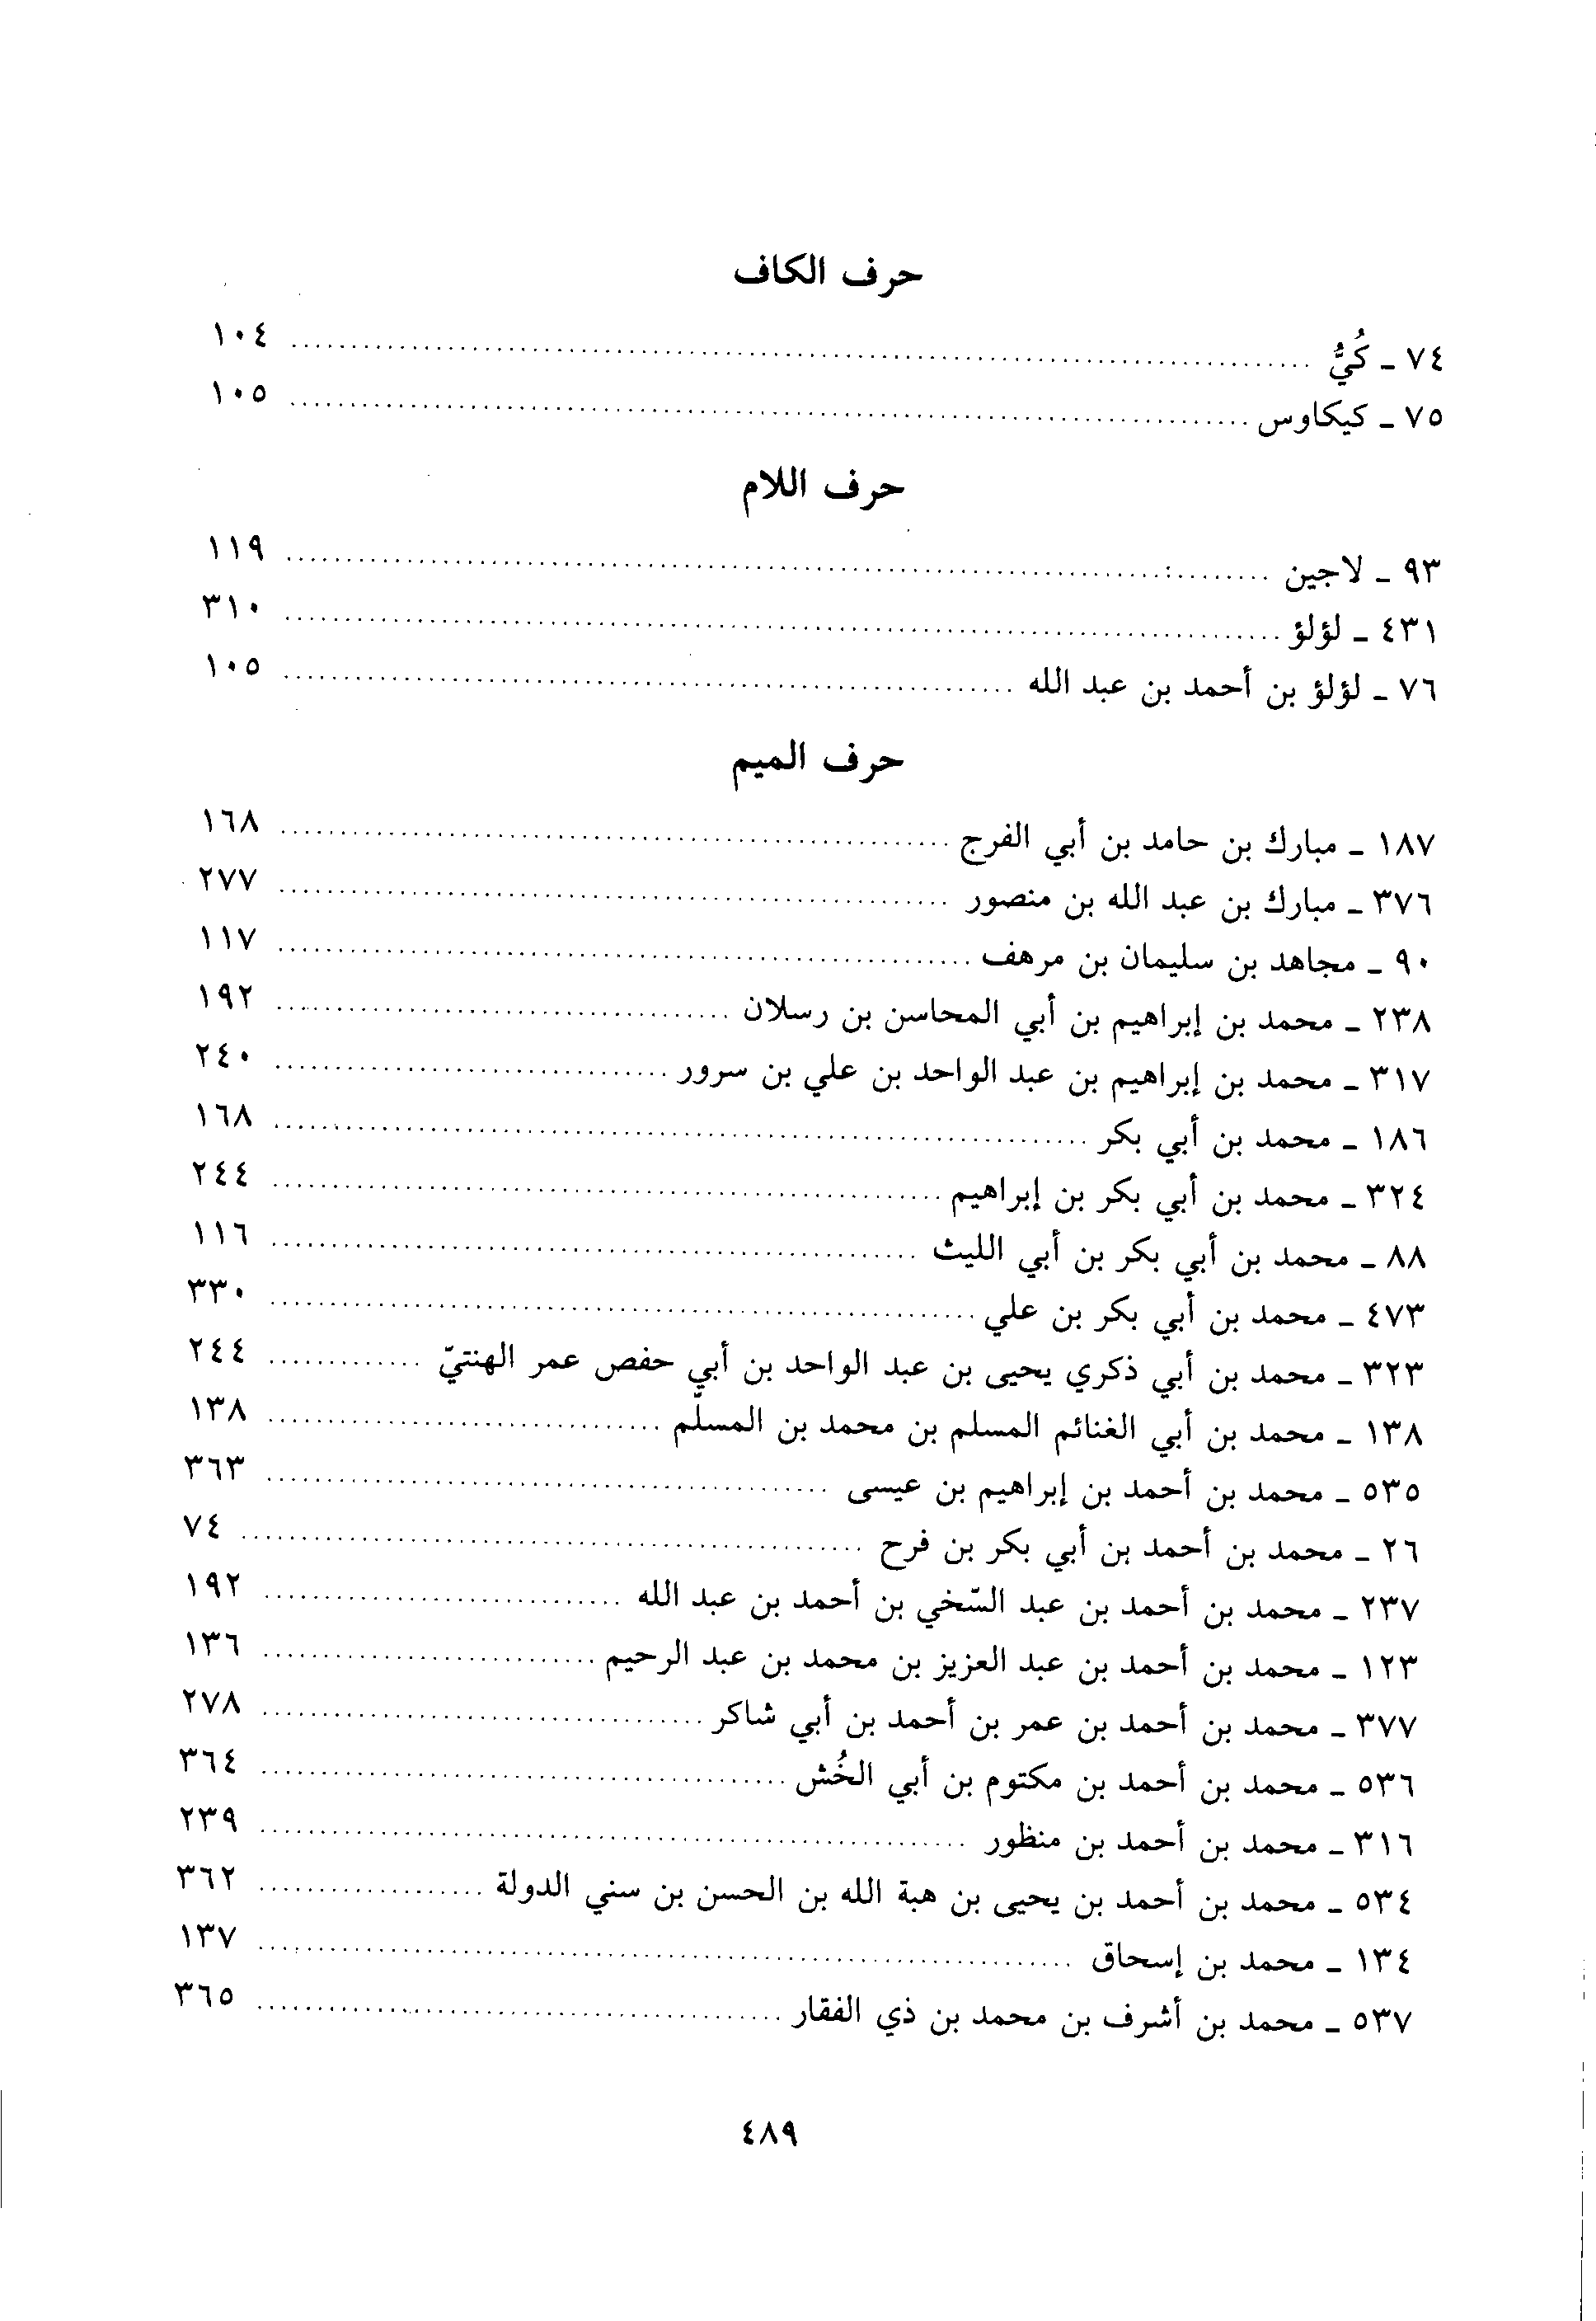 حرف الكاف
٧٤ ـ كُيُّ ........ ١٠٤
٧٥ ـ كيكاوس ........ ١٠٥
حرف اللام
٩٣ ـ لاجين ........ ١١٩
٤٣١ ـ لؤلؤ ........ ٣١٠
٧٦ ـ لؤلؤ بن أحمد بن عبد الله ........ ١٠٥
حرف الميم
١٨٧ ـ مبارك بن حامد بن أبي الفرج ........ ١٦٨
٣٧٦ ـ مبارك بن عبد الله بن منصور ........ ٢٧٧
٩٠ ـ مجاهد بن سليمان بن مرهف ........ ١١٧
٢٣٨ ـ محمد بن إبراهيم بن أبي المحاسن بن رسلان ........ ١٩٢
٣١٧ ـ محمد بن إبراهيم بن عبد الواحد بن علي بن سرور ........ ٢٤٠
١٨٦ ـ محمد بن أبي بكر ........ ١٦٨
٣٢٤ ـ محمد بن أبي بكر بن إبراهيم ........ ٢٤٤
٨٨ ـ محمد بن أبي بكر بن أبي الليث ........ ١١٦
٤٧٣ ـ محمد بن أبي بكر بن علي ........ ٣٣٠
٣٢٣ ـ محمد بن أبي ذكري يحيى بن عبد الواحد بن أبي حفص عمر الهنتيّ ........ ٢٤٤
١٣٨ ـ محمد بن أبي الغنائم المسلم بن محمد بن المسلّم ........ ١٣٨
٥٣٥ ـ محمد بن أحمد بن إبراهيم بن عيسى ........ ٣٦٣
٢٦ ـ محمد بن أحمد بن أبي بكر بن فرح ........ ٧٤
٢٣٧ ـ محمد بن أحمد بن عبد السّخي بن أحمد بن عبد الله ........ ١٩٢
١٢٣ ـ محمد بن أحمد بن عبد العزيز بن محمد بن عبد الرحيم ........ ١٣٦
٣٧٧ ـ محمد بن أحمد بن عمر بن أحمد بن أبي شاكر ........ ٢٧٨
٥٣٦ ـ محمد بن أحمد بن مكتوم بن أبي الخُش ........ ٣٦٤
٣١٦ ـ محمد بن أحمد بن منظور ........ ٢٣٩
٥٣٤ ـ محمد بن أحمد بن يحيى بن هبة الله بن الحسن بن سني الدولة ........ ٣٦٢
١٣٤ ـ محمد بن إسحاق ........ ١٣٧
٥٣٧ ـ محمد بن أشرف بن محمد بن ذي الفقار ........ ٣٦٥
٤٨٩